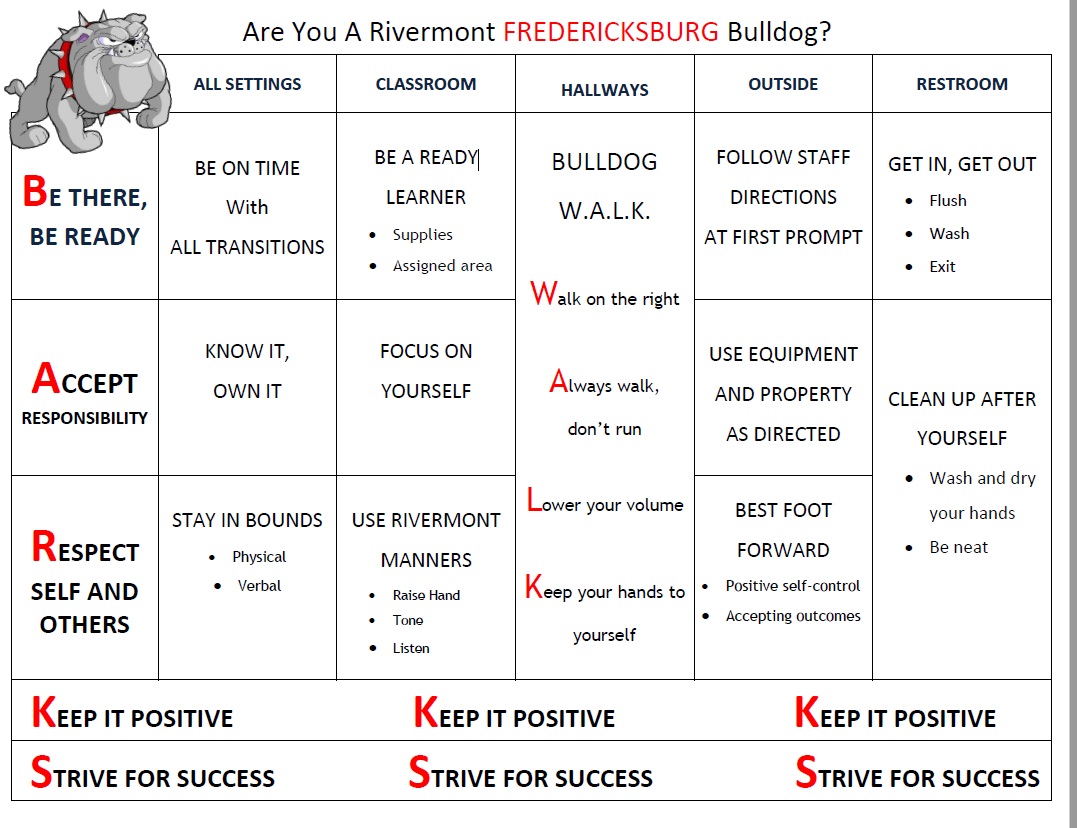 Are You A Rivermont FREDERICKSBURG Bulldog?
ALL SETTINGS
CLASSROOM
HALLWAYS
OUTSIDE
RESTROOM
BE THERE,
BE READY
BE ON TIME
With
ALL TRANSITIONS
BE A READY
LEARNER
• Supplies
• Assigned area
BULLDOG
W.A.L.K.
Walk on the right
Always walk,
don't run
Lower your volume
Keep your hands to
yourself
FOLLOW STAFF
DIRECTIONS
AT FIRST PROMPT
GET IN, GET OUT
• Flush
• Wash
• Exit
ACCEPT
RESPONSIBILITY
KNOW IT,
OWN IT
FOCUS ON
YOURSELF
USE EQUIPMENT
AND PROPERTY
AS DIRECTED
CLEAN UP AFTER
YOURSELF
• Wash and dry
your hands
• Be neat
RESPECT
SELF AND
OTHERS
STAY IN BOUNDS
• Physical
• Verbal
USE RIVERMONT
MANNERS
• Raise Hand
• Tone
• Listen
BEST FOOT
FORWARD
• Positive self-control
• Accepting outcomes
KEEP IT POSITIVE
KEEP IT POSITIVE
KEEP IT POSITIVE
STRIVE FOR SUCCESS
STRIVE FOR SUCCESS
STRIVE FOR SUCCESS